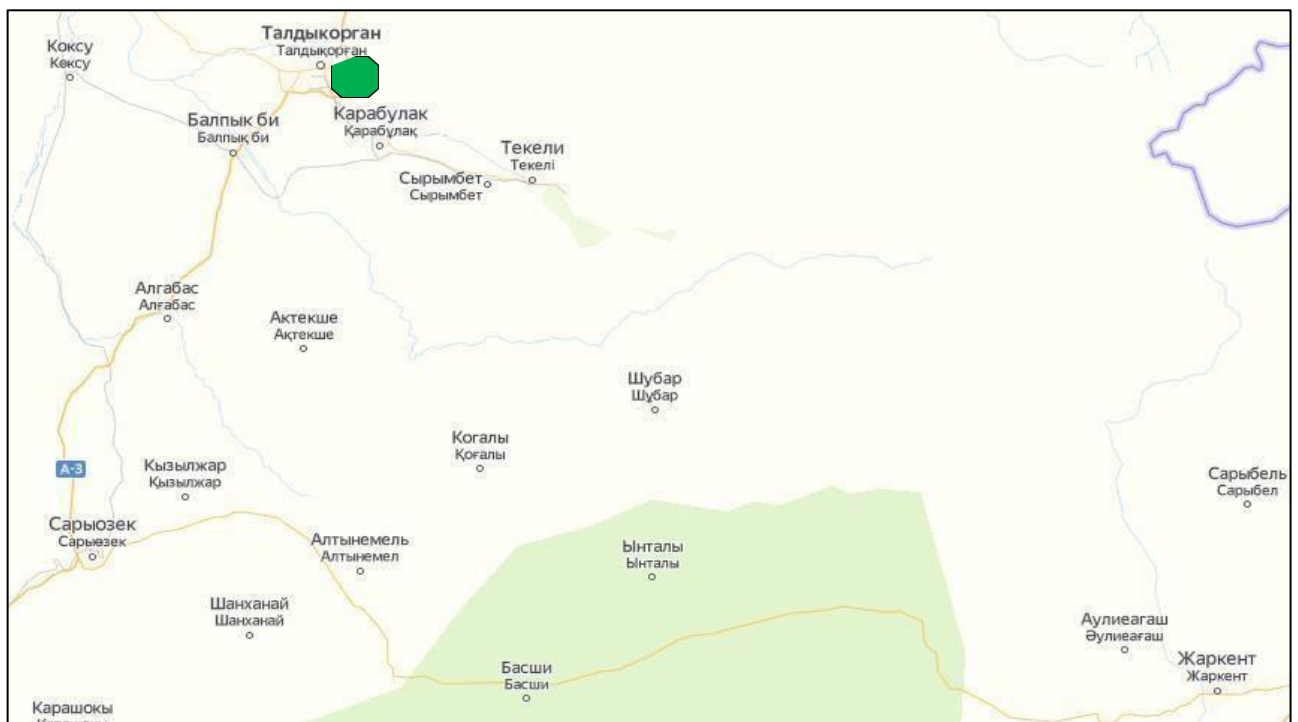 Талдыкорган
Талдықорған
Коксу
Көксу
Балпык би
Балпық би
Карабулак
Қарабұлақ
Текели
Текелі
Сырымбет
Сырымбет
Алгабас
Алғабас
Актекше
Ақтекше
Шубар
Шұбар
Когалы
Қоғалы
А-3
Кызылжар
Қызылжар
Сарыбель
Сарыбел
Сарыозек
Сарыөзек
Алтынемель
Алтынемел
Ынталы
Ынталы
Шанханай
Шанханай
Аулиеагаш
Әулиеағаш
Басши
Басши
Жаркент
Жаркент
Карашокы